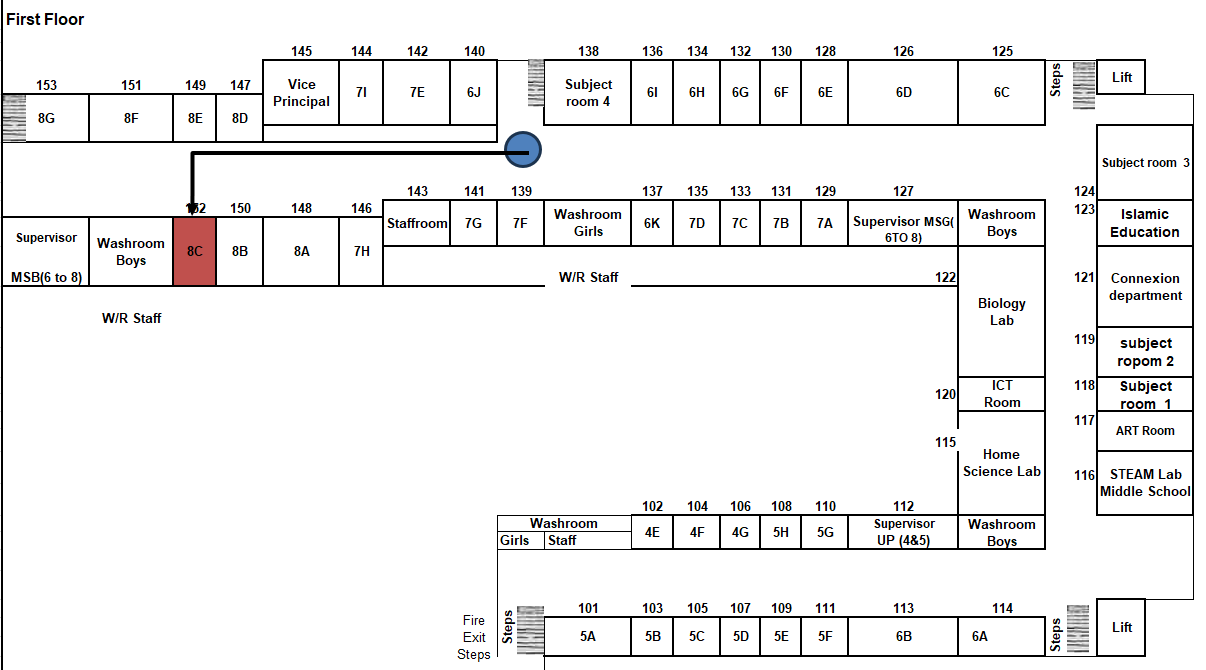 First Floor
145 144 142 140 138 136 134 132 130 128 126 125
Vice
Principal
7I 7E 6J
Subject
room 4
6I 6H 6G 6F 6E 6D 6C
Steps
Lift
153 151 149 147
8G 8F 8E 8D
Subject room 3
124
143 141 139 137 135 133 131 129 127
Staffroom 7G 7F
Washroom
Girls
6K 7D 7C 7B 7A
Supervisor MSG(
6TO 8)
Washroom
Boys
123
Islamic
Education
152 150 148 146
Supervisor
MSB(6 to 8)
Washroom
Boys
8C 8B 8A 7H
W/R Staff
122
Biology
Lab
121
Connexion
department
W/R Staff
119
subject
ropom 2
120
ICT
Room
118
Subject
room 1
117
ART Room
115
Home
Science Lab
116
STEAM Lab
Middle School
102 104 106 108 110 112
Washroom
Girls Staff
4E 4F 4G 5H 5G
Supervisor
UP (4&5)
Washroom
Boys
101 103 105 107 109 111 113 114
Fire
Exit
Steps
Steps
5A 5B 5C 5D 5E 5F 6B 6A
Steps
Lift